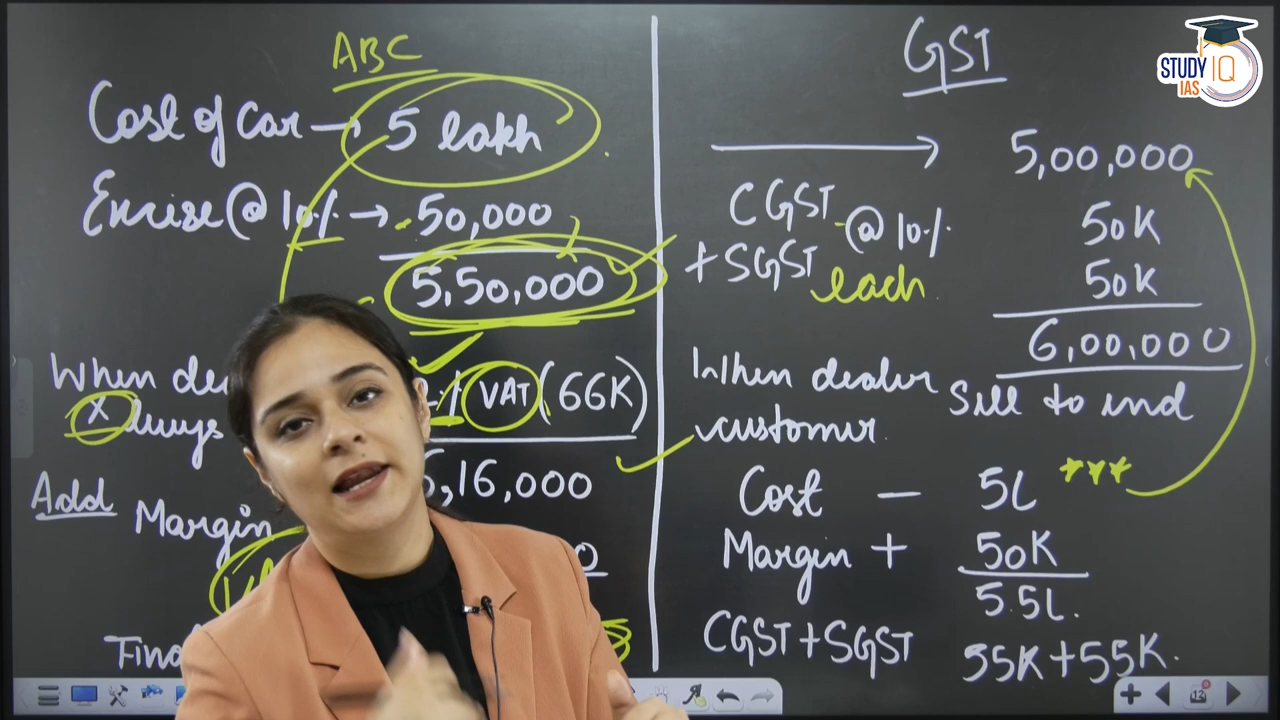 ABC
Cost of Car → 5 lakh
Excise @ 10% → 50,000
5,50,000
When
X buys
VAT (66K)
6,16,000
Add
Margin
GST
→ 5,00,000
CGST @ 10% 50K
+ SGST each 50K
6,00,000
When dealer sell to end
customer.
Cost – 5L ***
Margin + 50K
5.5L.
CGST + SGST 55K + 55K.
STUDY IQ
IAS
12